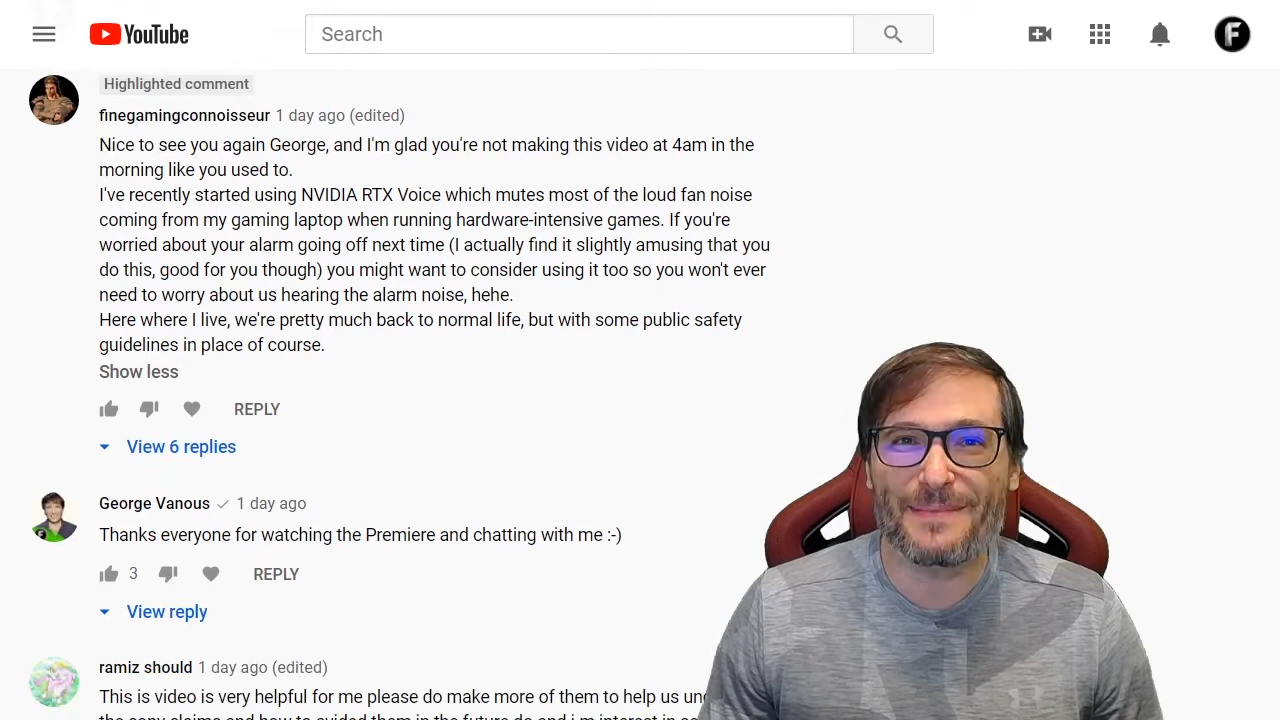 YouTube
Search
F
Highlighted comment
finegamingconnoisseur 1 day ago (edited)
Nice to see you again George, and I'm glad you're not making this video at 4am in the
morning like you used to.
I've recently started using NVIDIA RTX Voice which mutes most of the loud fan noise
coming from my gaming laptop when running hardware-intensive games. If you're
worried about your alarm going off next time (I actually find it slightly amusing that you
do this, good for you though) you might want to consider using it too so you won't ever
need to worry about us hearing the alarm noise, hehe.
Here where I live, we're pretty much back to normal life, but with some public safety
guidelines in place of course.
Show less
REPLY
View 6 replies
George Vanous 1 day ago
Thanks everyone for watching the Premiere and chatting with me :-)
3 REPLY
View reply
ramiz should 1 day ago (edited)
This is video is very helpful for me please do make more of them to help us